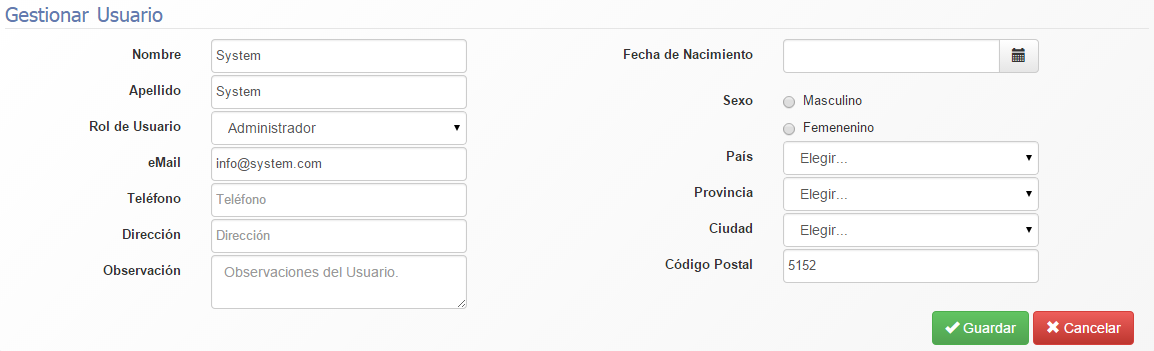 Gestionar Usuario
Nombre System
Apellido System
Rol de Usuario Administrador
eMail info@system.com
Teléfono Teléfono
Dirección Dirección
Observación Observaciones del Usuario.
Fecha de Nacimiento
Sexo Masculino
Femenenino
País Elegir...
Provincia Elegir...
Ciudad Elegir...
Código Postal 5152
Guardar Cancelar